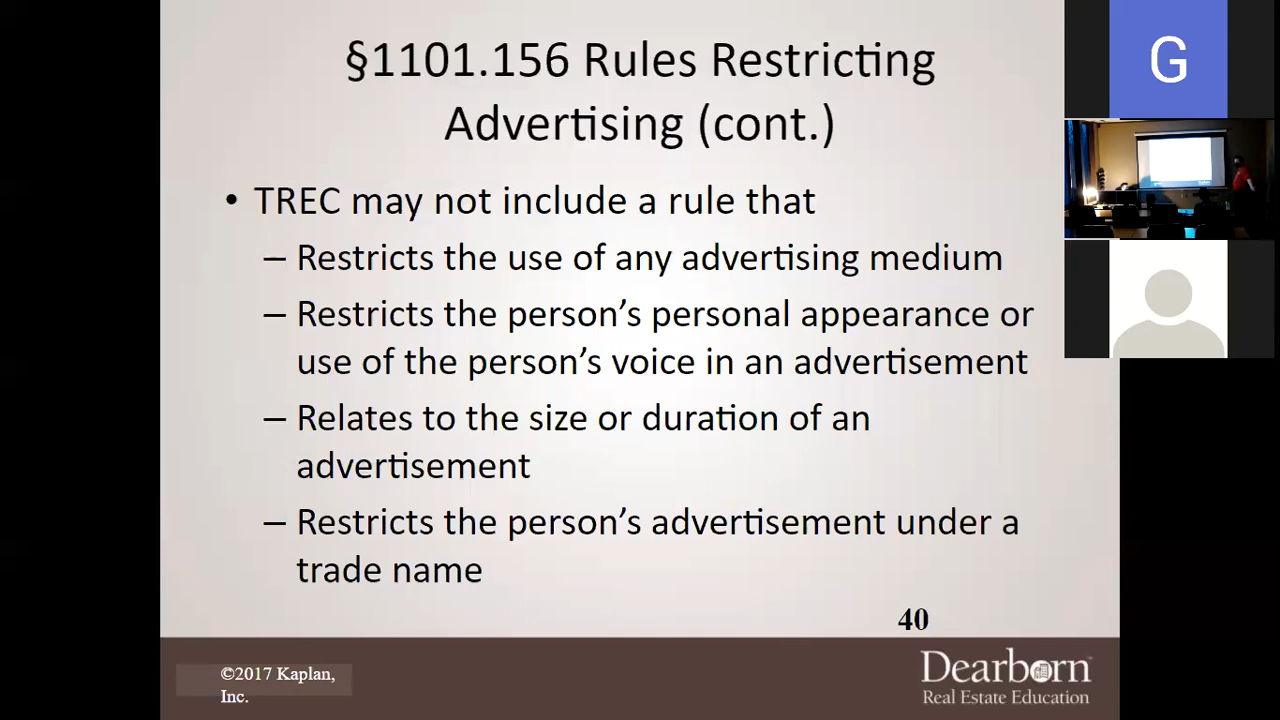 §1101.156 Rules Restricting
Advertising (cont.)
• TREC may not include a rule that
– Restricts the use of any advertising medium
– Restricts the person’s personal appearance or
use of the person’s voice in an advertisement
– Relates to the size or duration of an
advertisement
– Restricts the person’s advertisement under a
trade name
40
©2017 Kaplan,
Inc.
Dearborn
Real Estate Education
G